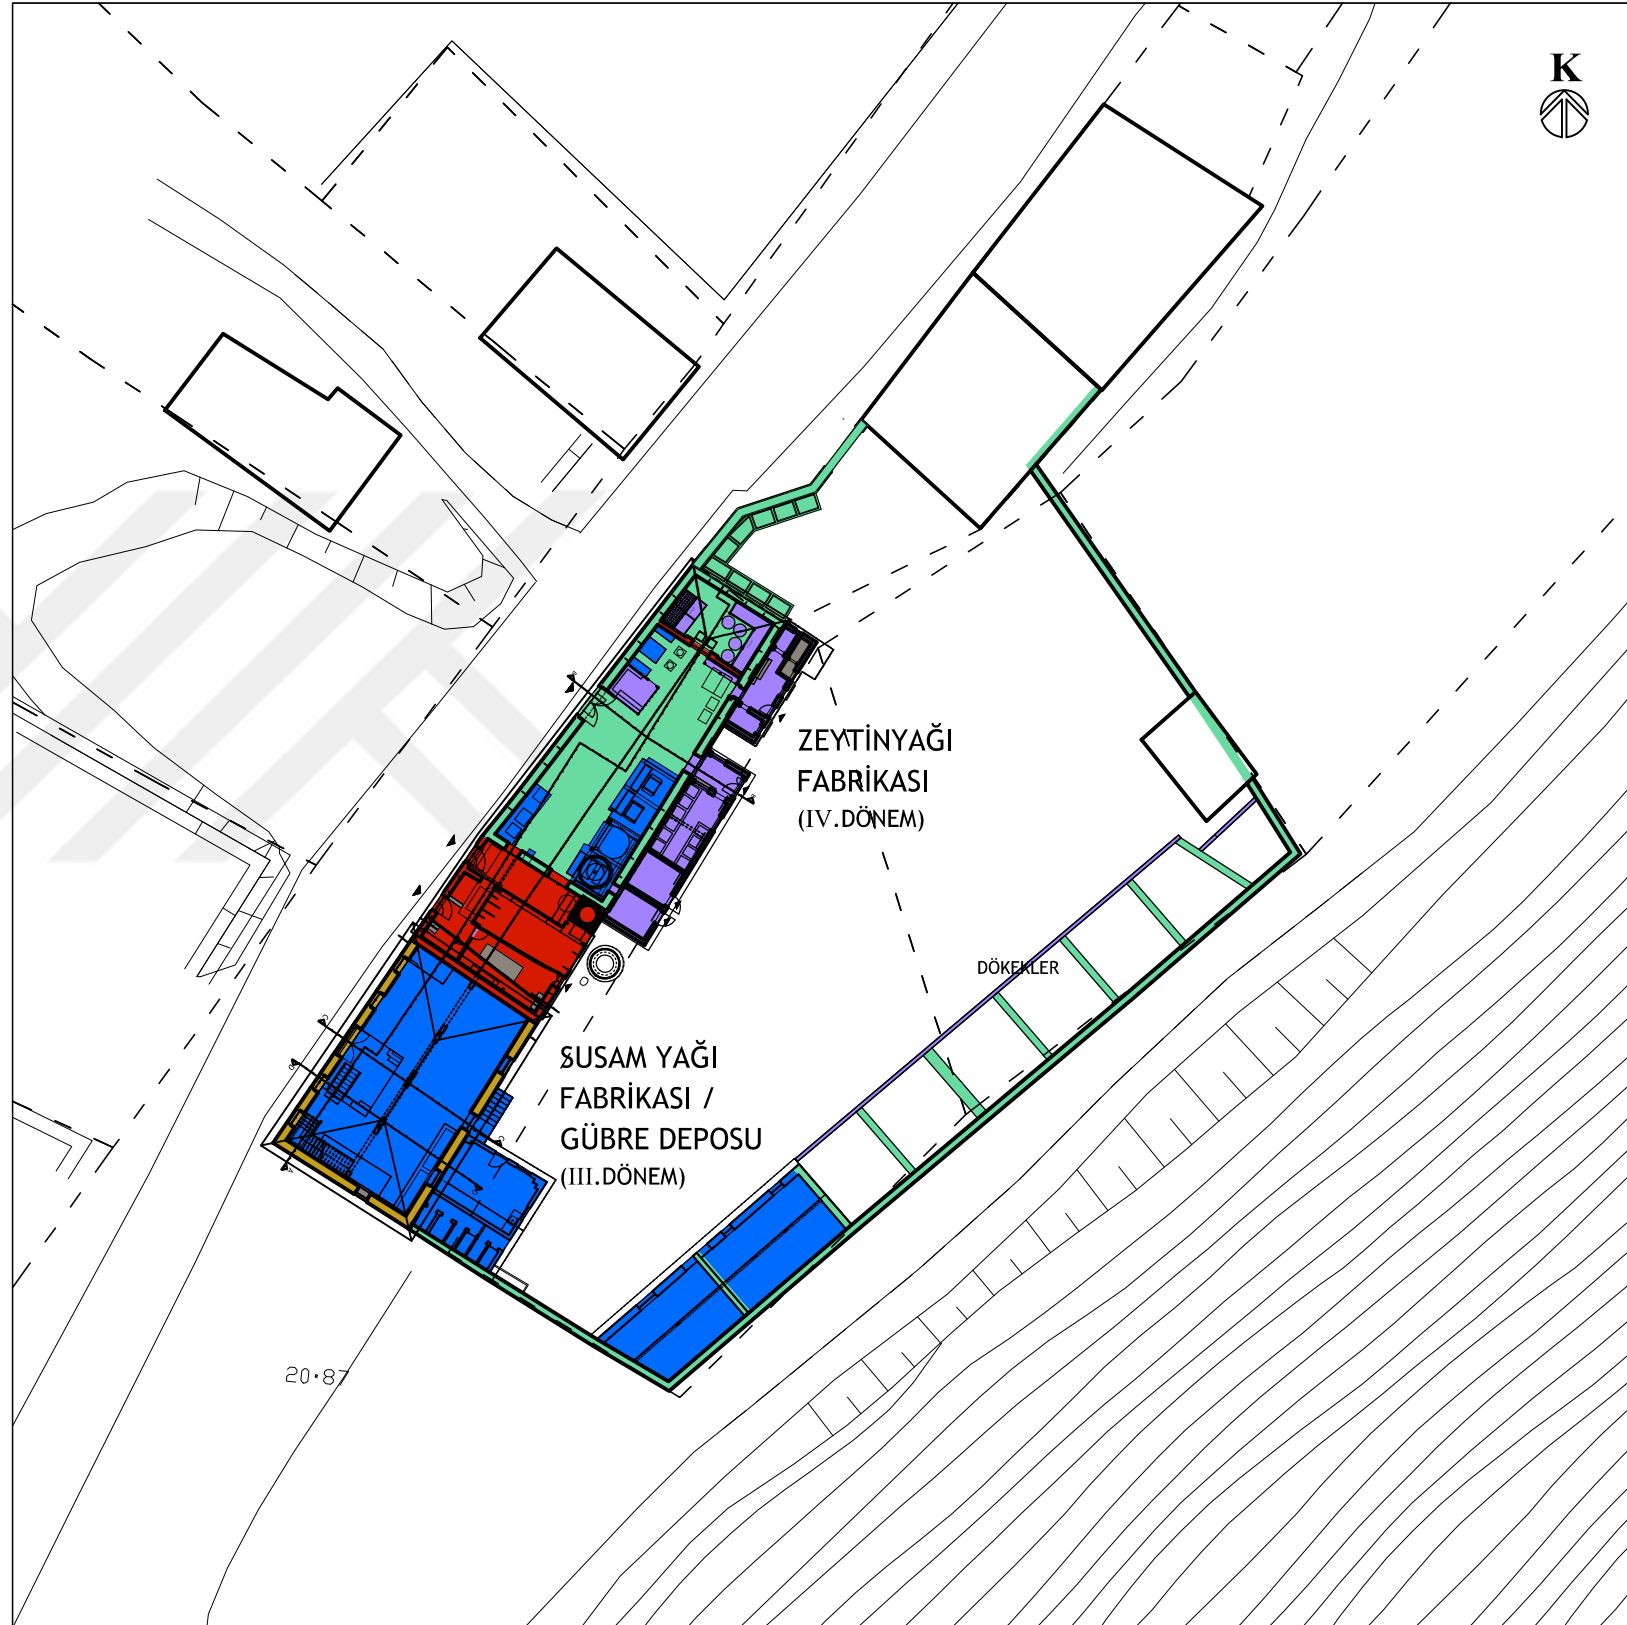 K
ZEYTİNYAĞI
FABRİKASI
(IV.DÖNEM)
DÖKEKLER
SUSAM YAĞI
FABRİKASI /
GÜBRE DEPOSU
(III.DÖNEM)
20.87